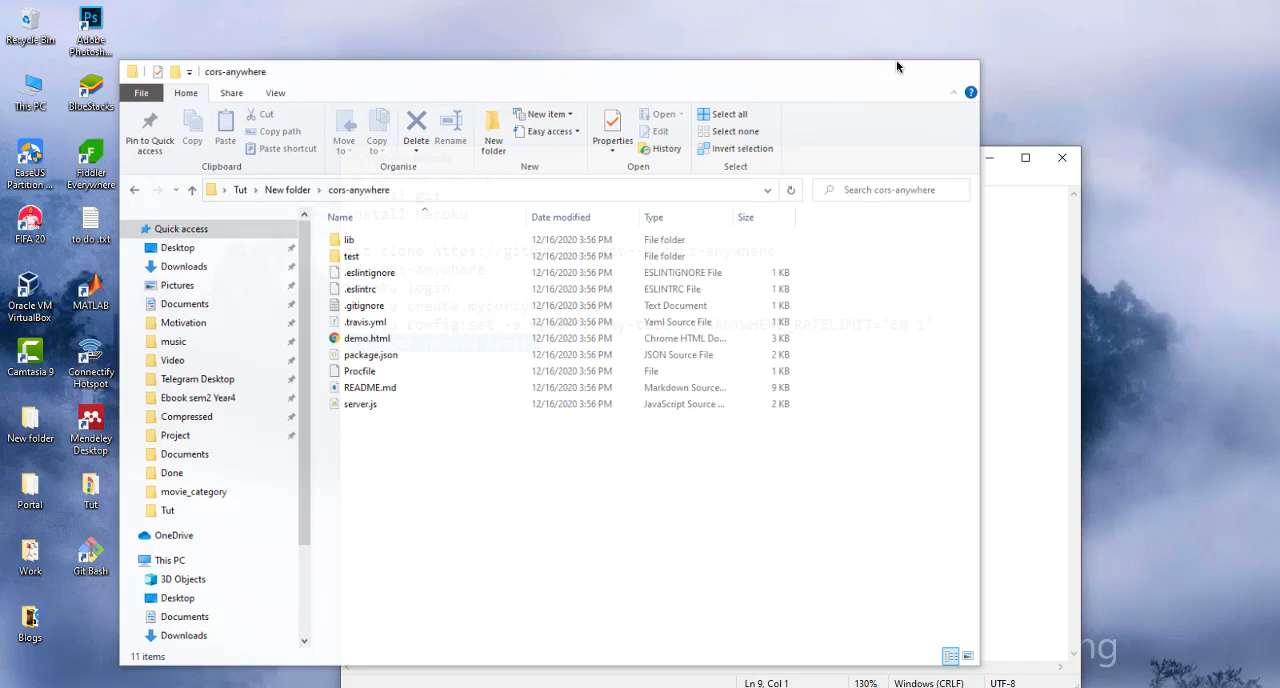 Recycle Bin
Adobe
Photosh...
This PC
BlueStacks
EaseUS
Partition ...
Fiddler
Everywhere
FIFA 20
to do .txt
Oracle VM
VirtualBox
MATLAB
Camtasia 9
Connectify
Hotspot
New folder
Mendeley
Desktop
Portal
Tut
Work
Git Bash
Blogs
cors-anywhere
File Home Share View
Pin to Quick
access
Copy
Paste
Cut
Copy path
Paste shortcut
Clipboard
Move
to
Copy
to
Delete
Rename
Organise
New
folder
New item
Easy access
New
Properties
Open
Edit
History
Open
Select all
Select none
Invert selection
Select
Tut New folder cors-anywhere
Search cors-anywhere
Quick access
Desktop
Downloads
Pictures
Documents
Motivation
music
Video
Telegram Desktop
Ebook sem2 Year4
Compressed
Project
Documents
Done
movie_category
Tut
OneDrive
This PC
3D Objects
Desktop
Documents
Downloads
Name Date modified Type Size
lib 12/16/2020 3:56 PM File folder
test 12/16/2020 3:56 PM File folder
.eslintignore 12/16/2020 3:56 PM ESLINTIGNORE File 1 KB
.eslintrc 12/16/2020 3:56 PM ESLINTRC File 1 KB
.gitignore 12/16/2020 3:56 PM Text Document 1 KB
.travis.yml 12/16/2020 3:56 PM Yaml Source File 1 KB
demo.html 12/16/2020 3:56 PM Chrome HTML Do... 3 KB
package.json 12/16/2020 3:56 PM JSON Source File 2 KB
Procfile 12/16/2020 3:56 PM File 1 KB
README.md 12/16/2020 3:56 PM Markdown Source... 9 KB
server.js 12/16/2020 3:56 PM JavaScript Source ... 2 KB
11 items
Ln 9, Col 1 130% Windows (CRLF) UTF-8